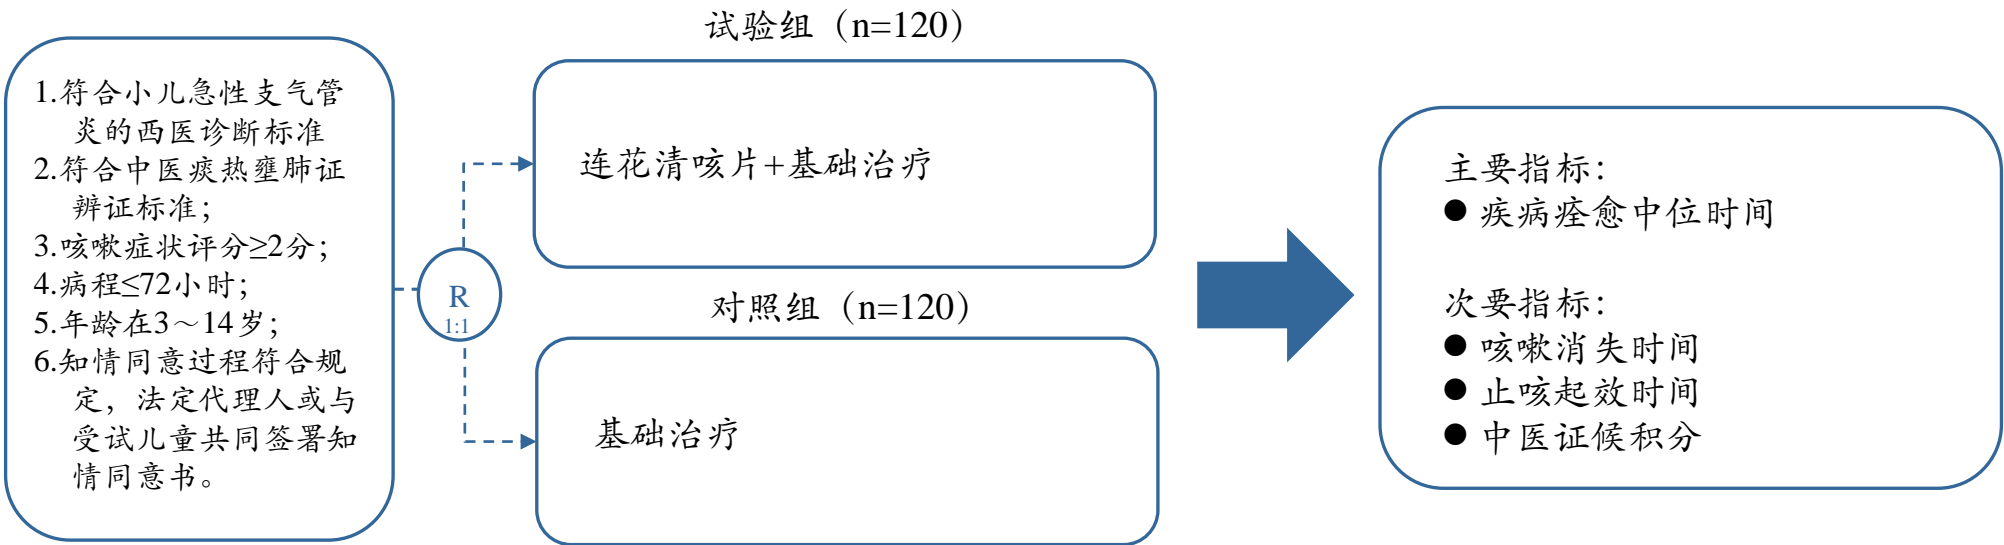 1.符合小儿急性支气管
炎的西医诊断标准
2.符合中医痰热壅肺证
辨证标准；
3.咳嗽症状评分≥2分；
4.病程≤72小时；
5.年龄在3～14岁；
6.知情同意过程符合规
定，法定代理人或与
受试儿童共同签署知
情同意书。
R
1:1
试验组（n=120）
连花清咳片+基础治疗
对照组（n=120）
基础治疗
主要指标：
● 疾病痊愈中位时间
次要指标：
● 咳嗽消失时间
● 止咳起效时间
● 中医证候积分